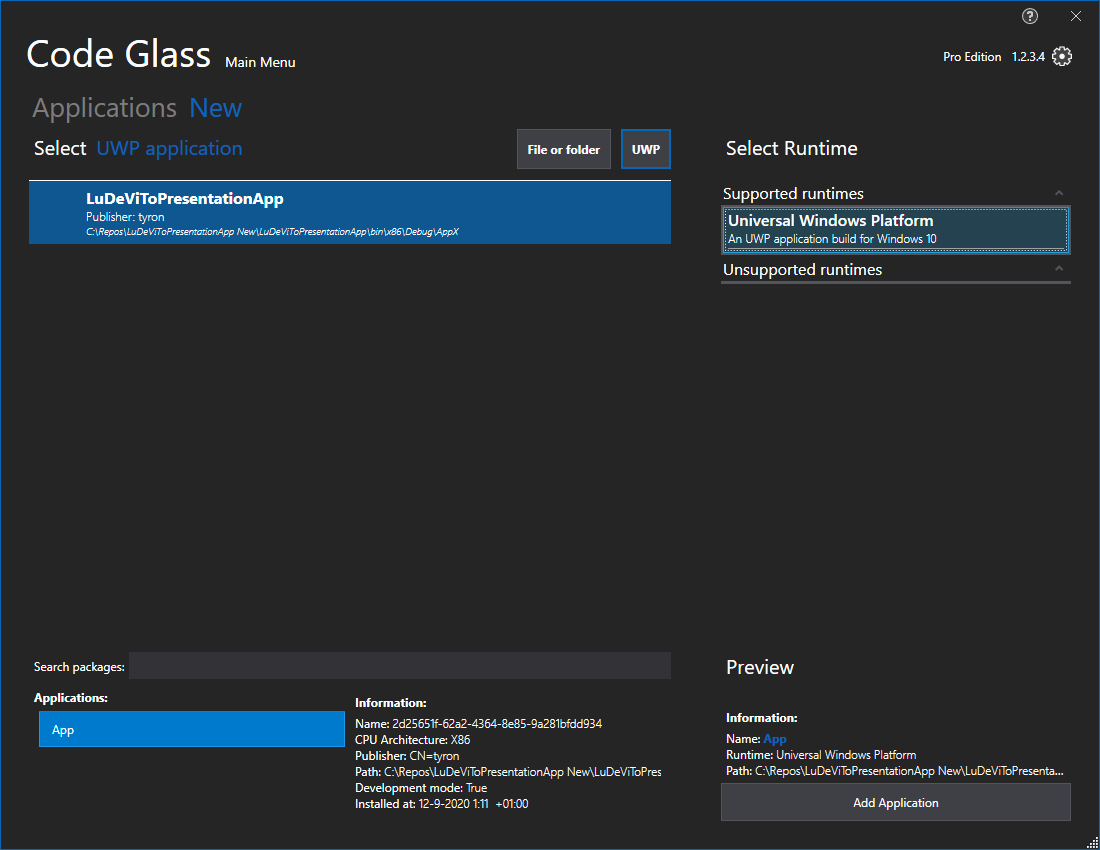 Code Glass Main Menu
Pro Edition 1.2.3.4
Applications New
Select UWP application
File or folder
UWP
LuDeViToPresentationApp
Publisher: tyron
C:\Repos\LuDeViToPresentationApp New\LuDeViToPresentationApp\bin\x86\Debug\AppX
Select Runtime
Supported runtimes
Universal Windows Platform
An UWP application build for Windows 10
Unsupported runtimes
Search packages:
Applications:
App
Information:
Name: 2d25651f-62a2-4364-8e85-9a281bfdd934
CPU Architecture: X86
Publisher: CN=tyron
Path: C:\Repos\LuDeViToPresentationApp New\LuDeViToPres
Development mode: True
Installed at: 12-9-2020 1:11 +01:00
Preview
Information:
Name: App
Runtime: Universal Windows Platform
Path: C:\Repos\LuDeViToPresentationApp New\LuDeViToPresenta...
Add Application